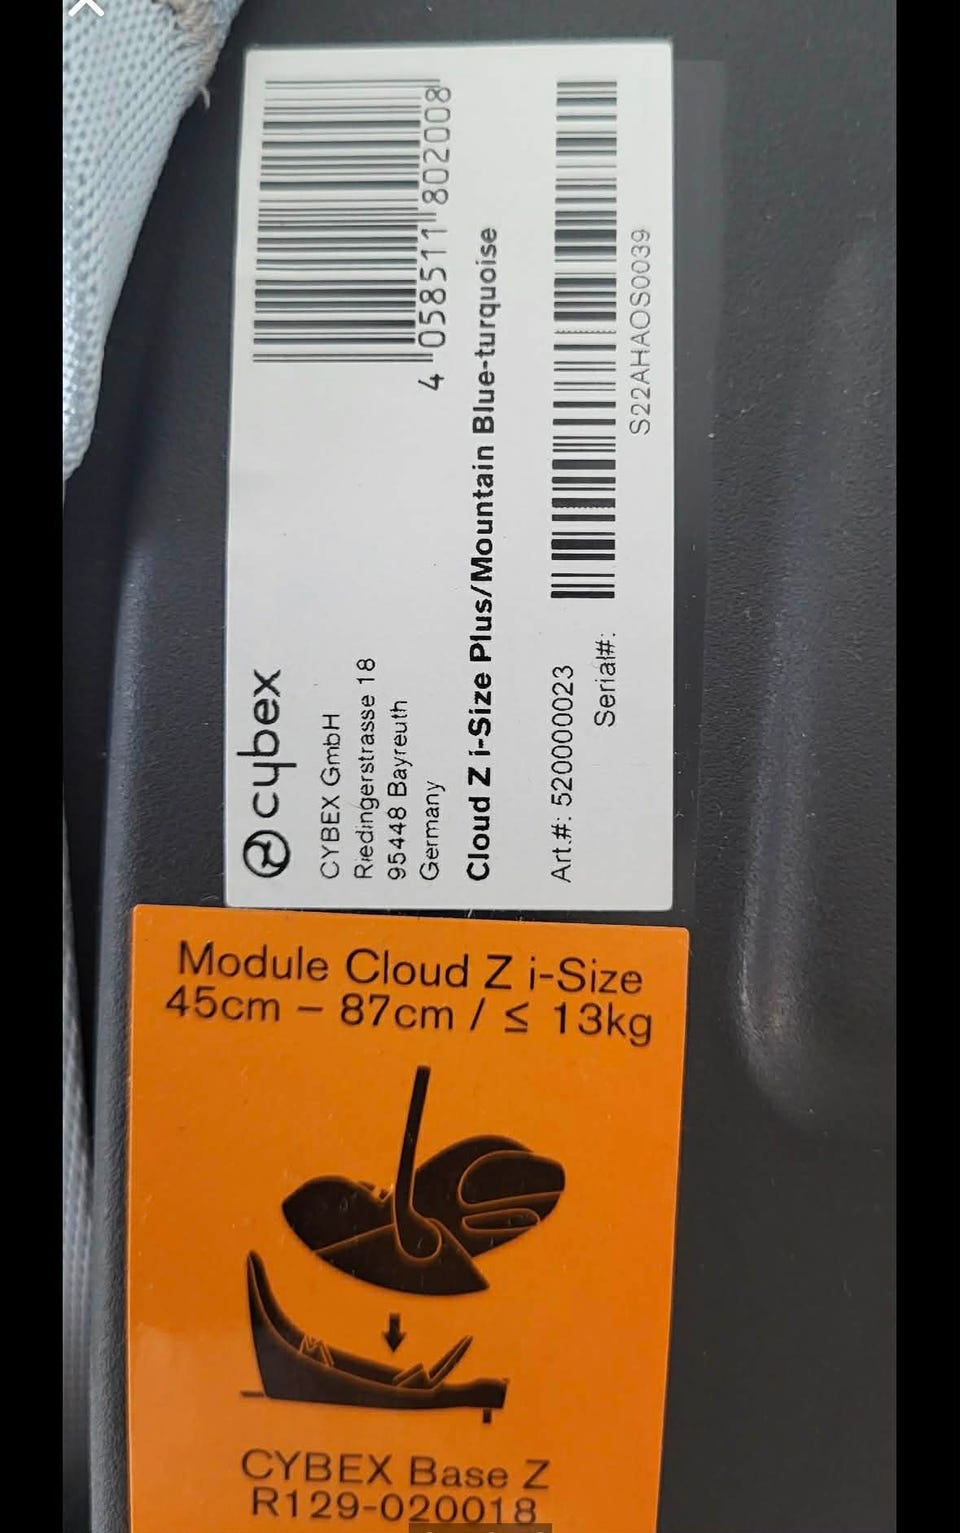 cybex
CYBEX GmbH
Riedingerstrasse 18
95448 Bayreuth
Germany
4 058511 802008
Cloud Z i-Size Plus/Mountain Blue-turquoise
Art.#: 520000023
Serial#:
S22AHAOS0039
Module Cloud Z i-Size
45cm – 87cm / ≤ 13kg
CYBEX Base Z
R129-020018